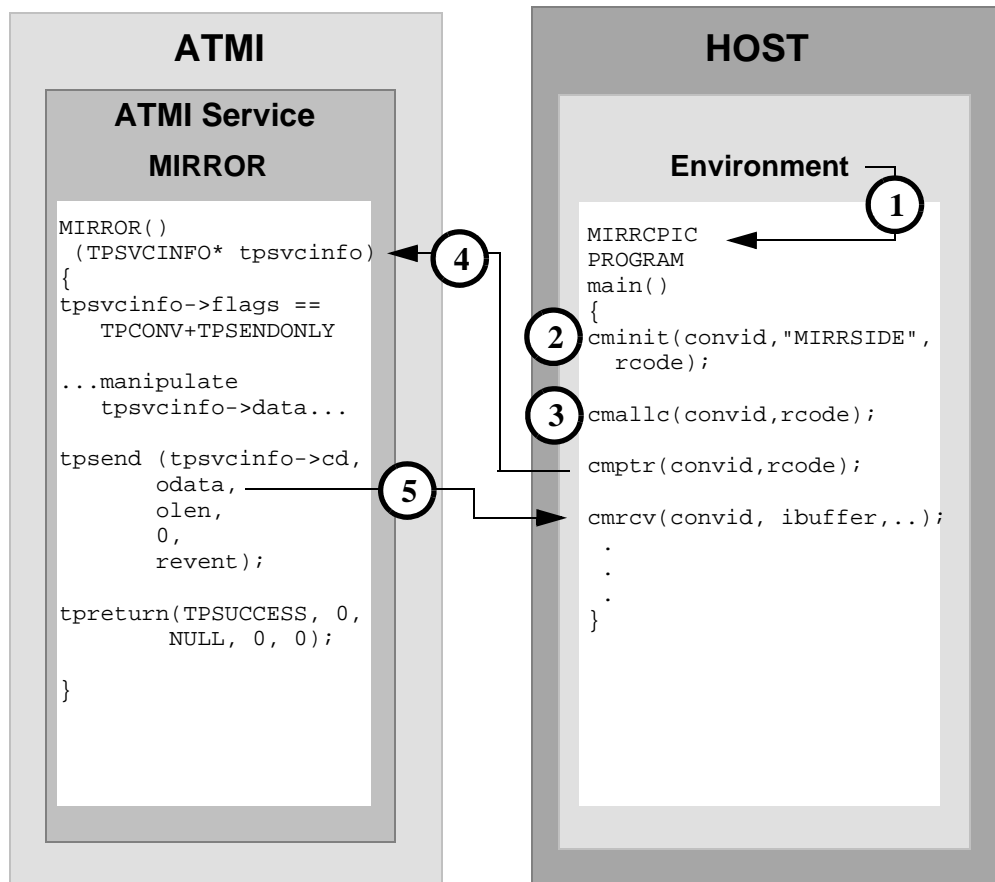 ATMI
ATMI Service
MIRROR
MIRROR()
(TPSVCINFO* tpsvcinfo)
{
tpsvcinfo->flags ==
TPCONV+TPSENDONLY
...manipulate
tpsvcinfo->data...
tpsend (tpsvcinfo->cd,
odata,
olen,
0,
revent);
tpreturn(TPSUCCESS, 0,
NULL, 0, 0);
}
4
5
HOST
Environment
1
MIRRCPIC
PROGRAM
main()
{
2
cminit(convid,"MIRRSIDE",
rcode);
3
cmallc(convid,rcode);
cmptr(convid,rcode);
cmrcv(convid, ibuffer,..);
.
.
.
}